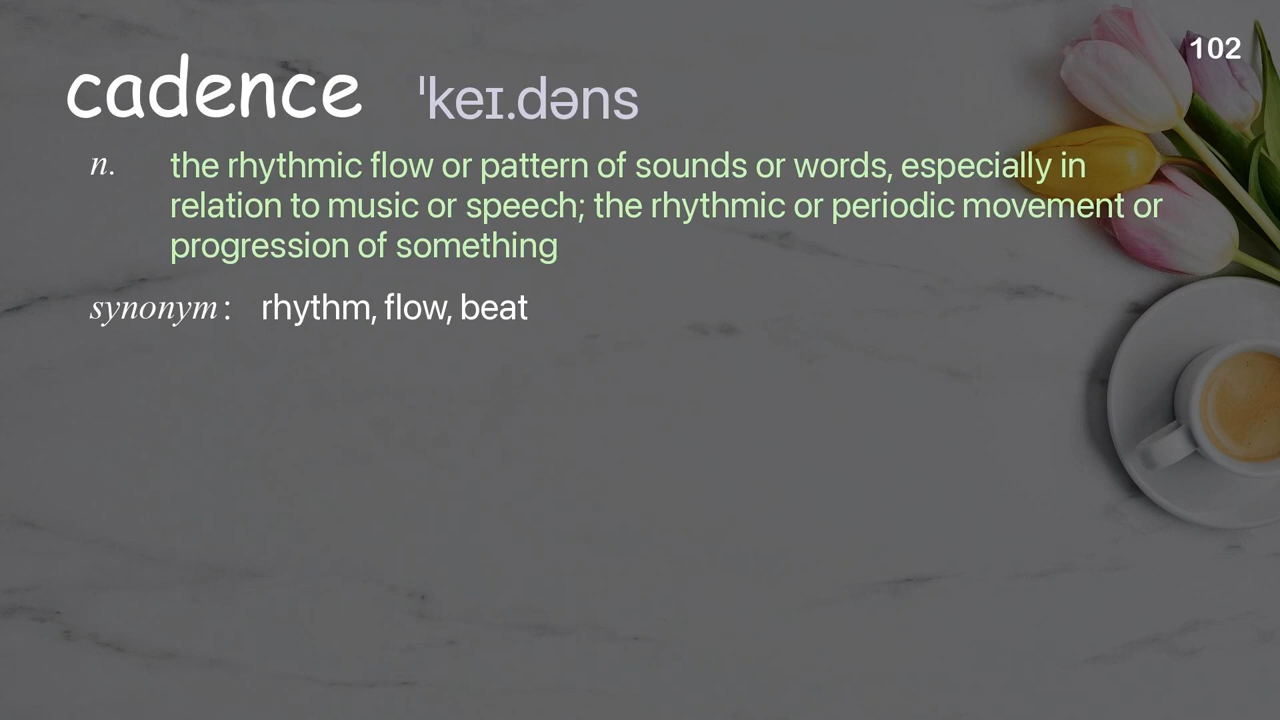 102
cadence ˈkeɪ.dəns
n. the rhythmic flow or pattern of sounds or words, especially in
relation to music or speech; the rhythmic or periodic movement or
progression of something
synonym: rhythm, flow, beat